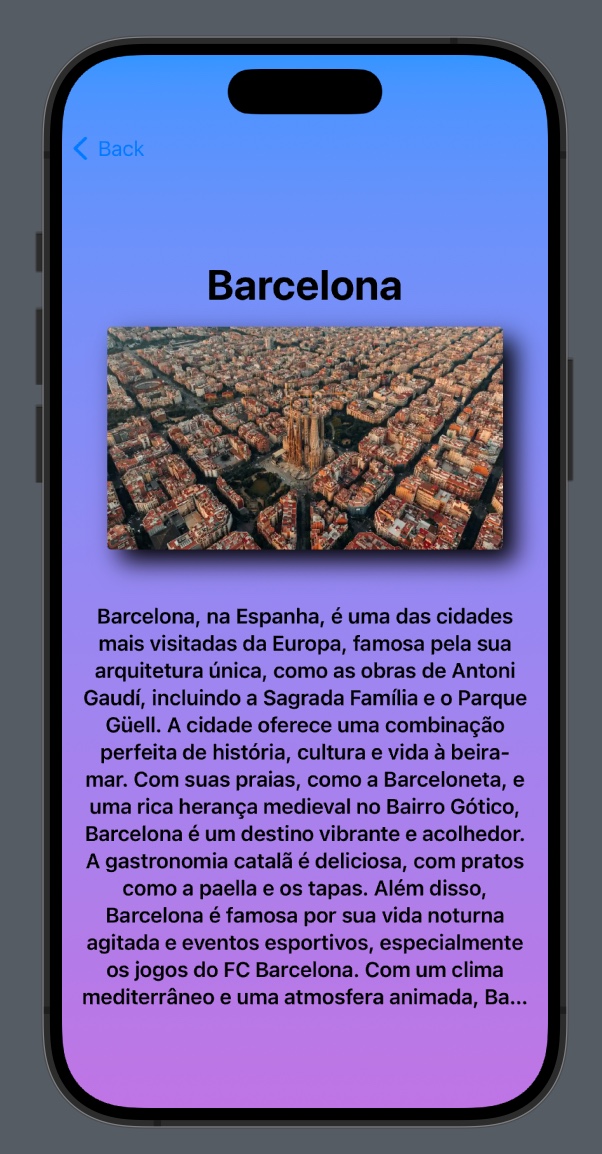 Back
Barcelona
Barcelona, na Espanha, é uma das cidades
mais visitadas da Europa, famosa pela sua
arquitetura única, como as obras de Antoni
Gaudí, incluindo a Sagrada Família e o Parque
Güell. A cidade oferece uma combinação
perfeita de história, cultura e vida à beira-
mar. Com suas praias, como a Barceloneta, e
uma rica herança medieval no Bairro Gótico,
Barcelona é um destino vibrante e acolhedor.
A gastronomia catalã é deliciosa, com pratos
como a paella e os tapas. Além disso,
Barcelona é famosa por sua vida noturna
agitada e eventos esportivos, especialmente
os jogos do FC Barcelona. Com um clima
mediterrâneo e uma atmosfera animada, Ba...